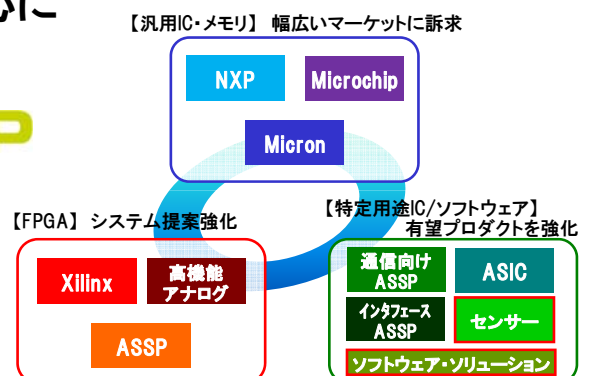 心に
【汎用IC・メモリ】 幅広いマーケットに訴求
NXP
Microchip
Micron
【FPGA】 システム提案強化
Xilinx
高機能
アナログ
ASSP
【特定用途IC/ソフトウェア】
有望プロダクトを強化
通信向け
ASSP
ASIC
インタフェース
ASSP
センサー
ソフトウェア・ソリューション